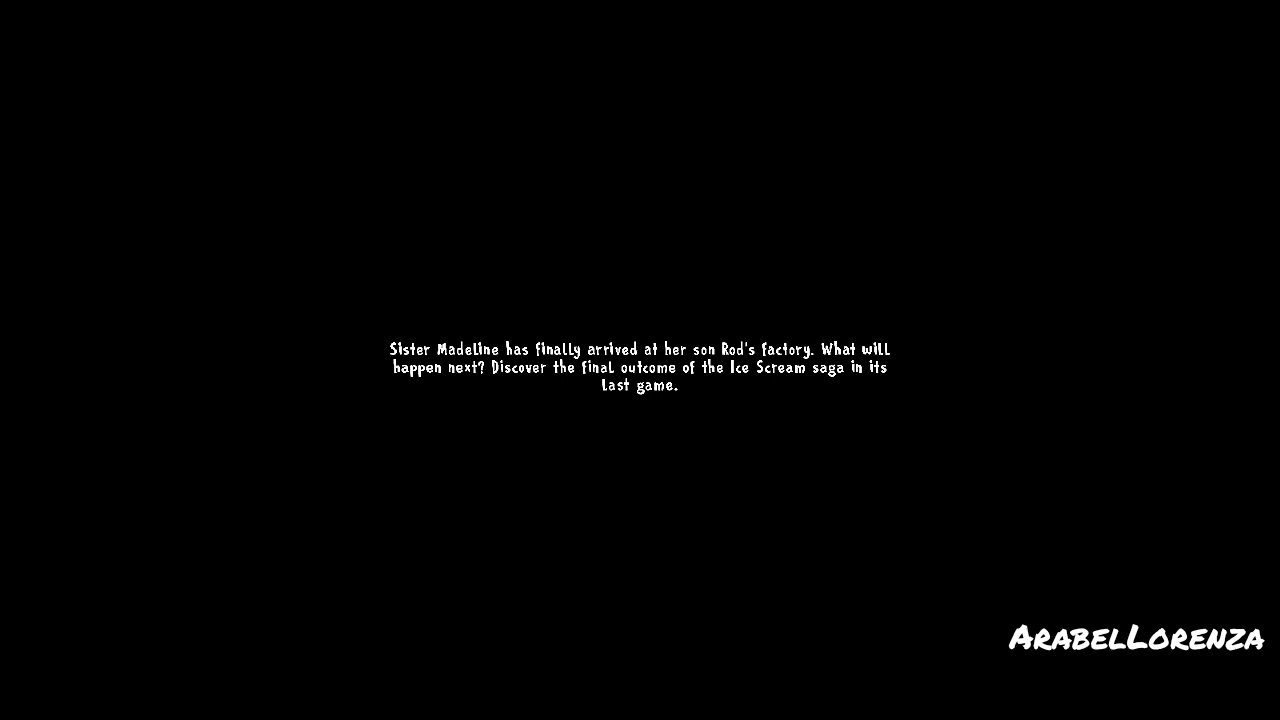 Sister Madeline has finally arrived at her son Rod's factory. What will
happen next? Discover the final outcome of the Ice Scream saga in its
last game.
ArabelLorenza